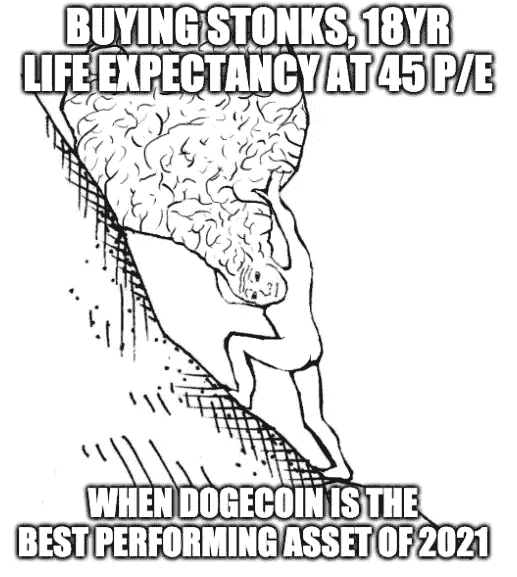 BUYING STONKS, 18YR
LIFE EXPECTANCY AT 45 P/E
WHEN DOGECOIN IS THE
BEST PERFORMING ASSET OF 2021